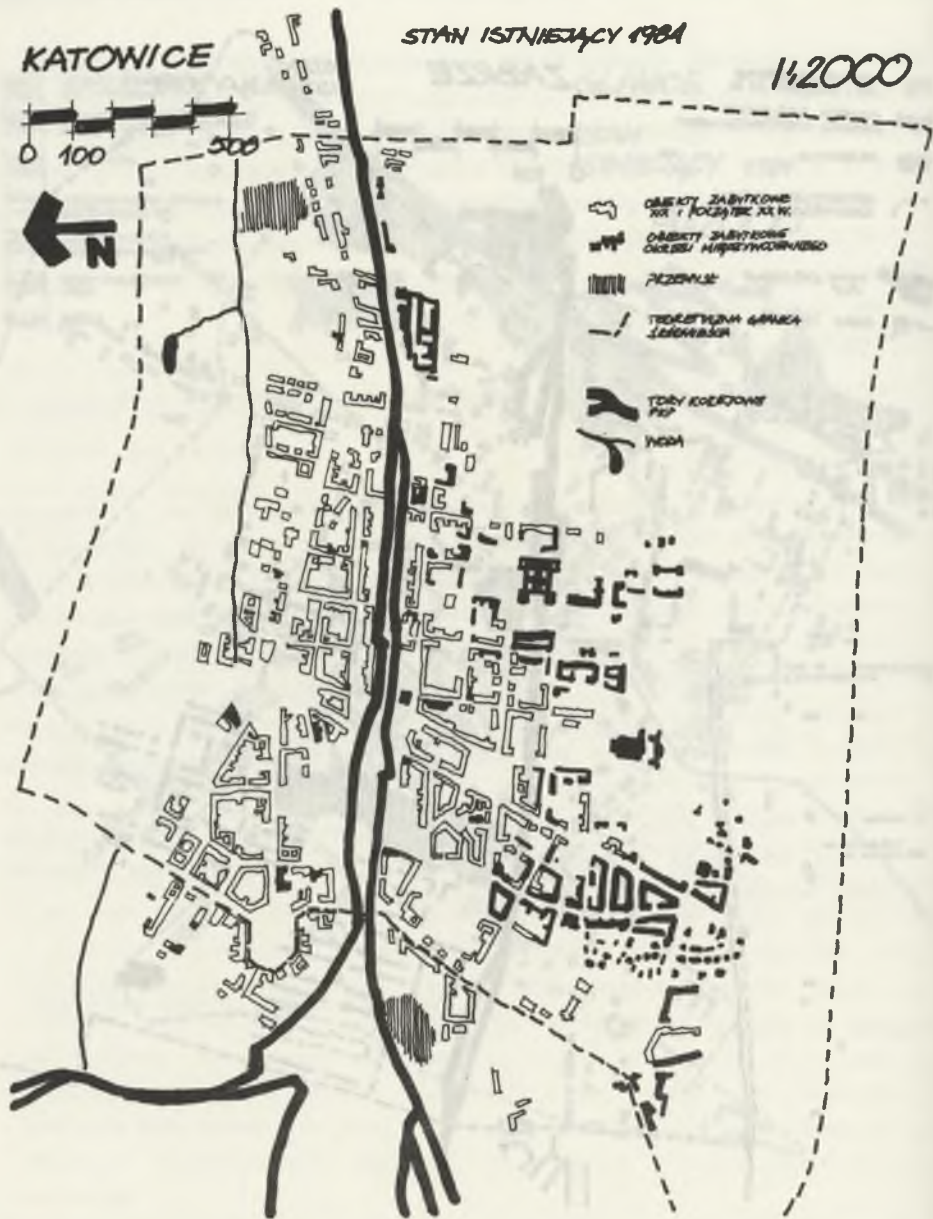 KATOWICE
STAN ISTNIEJĄCY 1984
1:2000
0 100 500
N
OBIEKTY ZABYTKOWE
XIX I POCZĄTEK XX W.
OBIEKTY ZABYTKOWE
OKRESU MIĘDZYWOJENNEGO
PRZEMYSŁ
TEORETYCZNA GRANICA
ŚRÓDMIEŚCIA
TORY KOLEJOWE
PKP
WODA